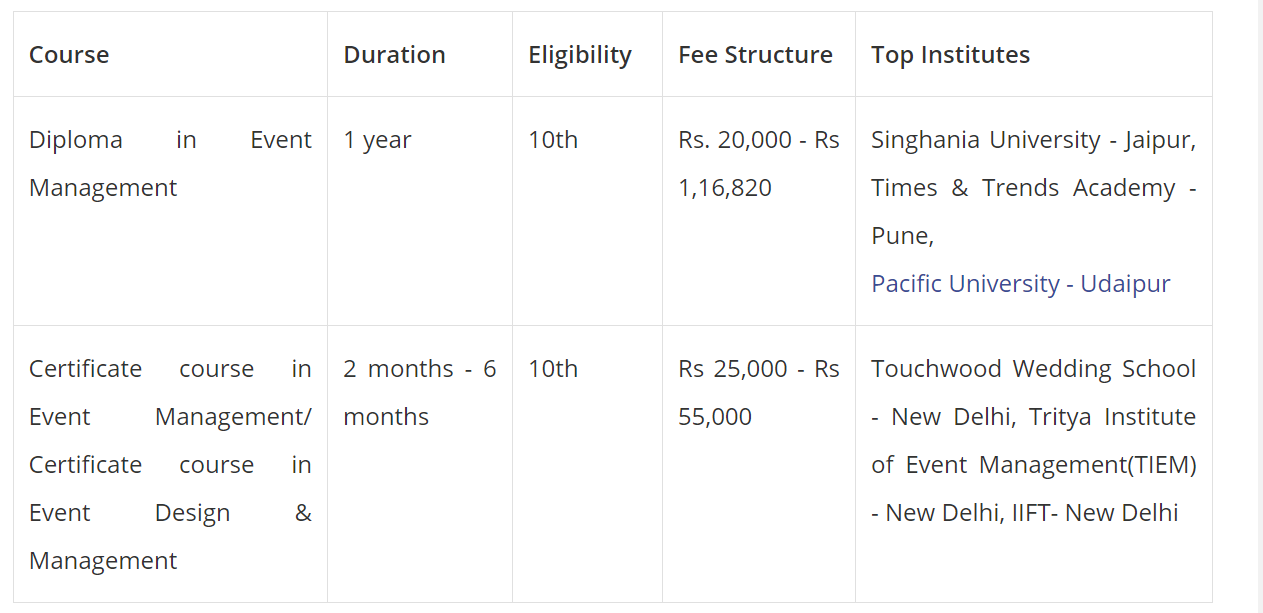 Course
Duration
Eligibility
Fee Structure
Top Institutes
Diploma in Event
Management
1 year
10th
Rs. 20,000 - Rs
1,16,820
Singhania University - Jaipur,
Times & Trends Academy -
Pune,
Pacific University - Udaipur
Certificate course in
Event Management/
Certificate course in
Event Design &
Management
2 months - 6
months
10th
Rs 25,000 - Rs
55,000
Touchwood Wedding School
- New Delhi, Tritya Institute
of Event Management(TIEM)
- New Delhi, IIFT- New Delhi